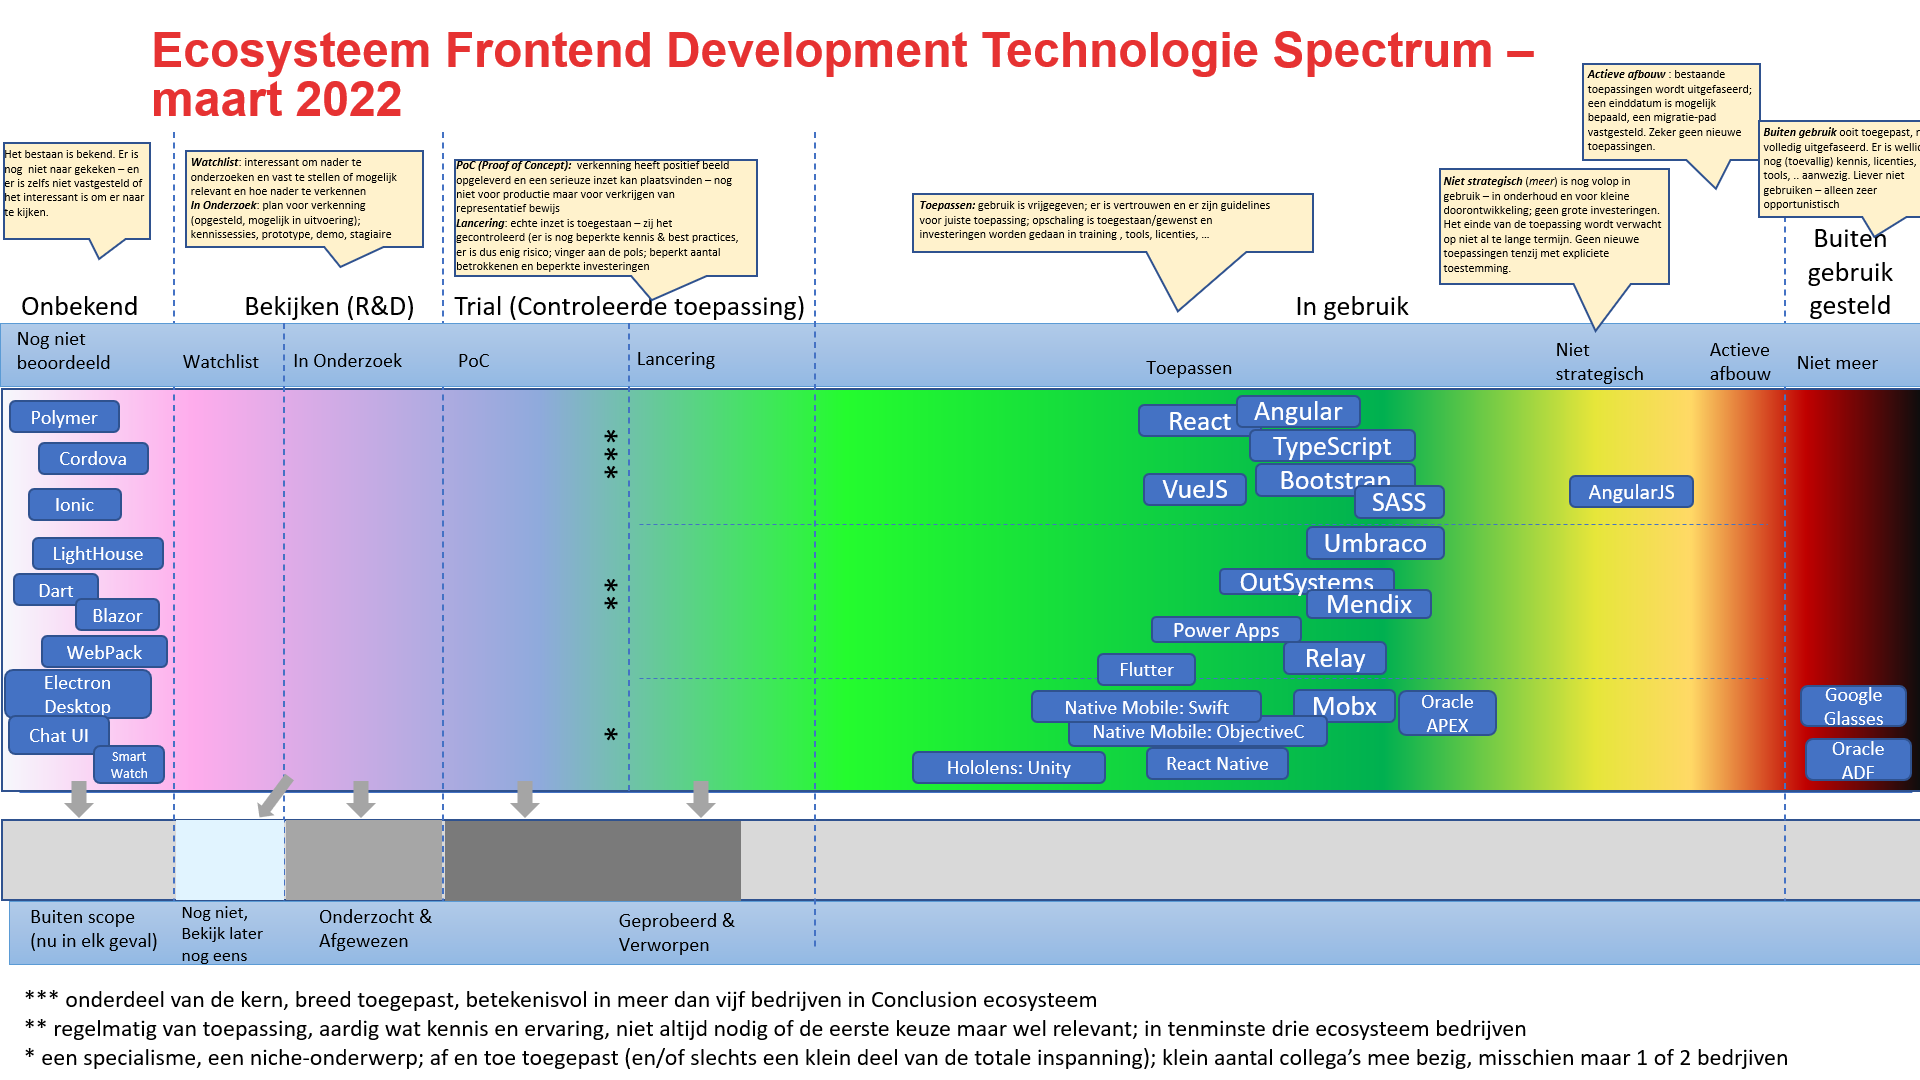 Ecosysteem Frontend Development Technologie Spectrum –
maart 2022
Het bestaan is bekend. Er is
nog niet naar gekeken – en
er is zelfs niet vastgesteld of
het interessant is om er naar
te kijken.
Watchlist: interessant om nader te
onderzoeken en vast te stellen of mogelijk
relevant en hoe nader te verkennen
In Onderzoek: plan voor verkenning
(opgesteld, mogelijk in uitvoering);
kennissessies, prototype, demo, stagiaire
PoC (Proof of Concept): verkenning heeft positief beeld
opgeleverd en een serieuze inzet kan plaatsvinden – nog
niet voor productie maar voor verkrijgen van
representatief bewijs
Lancering: echte inzet is toegestaan – zij het
gecontroleerd (er is nog beperkte kennis & best practices,
er is dus enig risico; vinger aan de pols; beperkt aantal
betrokkenen en beperkte investeringen
Toepassen: gebruik is vrijgegeven; er is vertrouwen en er zijn guidelines
voor juiste toepassing; opschaling is toegestaan/gewenst en
investeringen worden gedaan in training , tools, licenties, ...
Niet strategisch (meer) is nog volop in
gebruik – in onderhoud en voor kleine
doorontwikkeling; geen grote investeringen.
Het einde van de toepassing wordt verwacht
op niet al te lange termijn. Geen nieuwe
toepassingen tenzij met expliciete
toestemming.
Actieve afbouw : bestaande
toepassingen wordt uitgefaseerd;
een einddatum is mogelijk
bepaald, een migratie-pad
vastgesteld. Zeker geen nieuwe
toepassingen.
Buiten gebruik ooit toegepast,
volledig uitgefaseerd. Er is
nog (toevallig) kennis, licenties,
tools, .. aanwezig. Liever niet
gebruiken – alleen zeer
opportunistisch
Onbekend
Bekijken (R&D)
Trial (Controleerde toepassing)
In gebruik
Buiten
gebruik
gesteld
Nog niet
beoordeeld
Watchlist
In Onderzoek
PoC
Lancering
Toepassen
Niet
strategisch
Actieve
afbouw
Niet meer
Polymer
Cordova
Ionic
LightHouse
Dart
Blazor
WebPack
Electron
Desktop
Chat UI
Smart
Watch
***
**
*
React
Angular
TypeScript
VueJS
Bootstrap
SASS
AngularJS
Umbraco
OutSystems
Mendix
Power Apps
Relay
Flutter
Native Mobile: Swift
Mobx
Oracle
APEX
Native Mobile: ObjectiveC
Hololens: Unity
React Native
Google
Glasses
Oracle
ADF
Buiten scope
(nu in elk geval)
Nog niet,
Bekijk later
nog eens
Onderzocht &
Afgewezen
Geprobeerd &
Verworpen
*** onderdeel van de kern, breed toegepast, betekenisvol in meer dan vijf bedrijven in Conclusion ecosysteem
** regelmatig van toepassing, aardig wat kennis en ervaring, niet altijd nodig of de eerste keuze maar wel relevant; in tenminste drie ecosysteem bedrijven
* een specialisme, een niche-onderwerp; af en toe toegepast (en/of slechts een klein deel van de totale inspanning); klein aantal collega’s mee bezig, misschien maar 1 of 2 bedrjiven